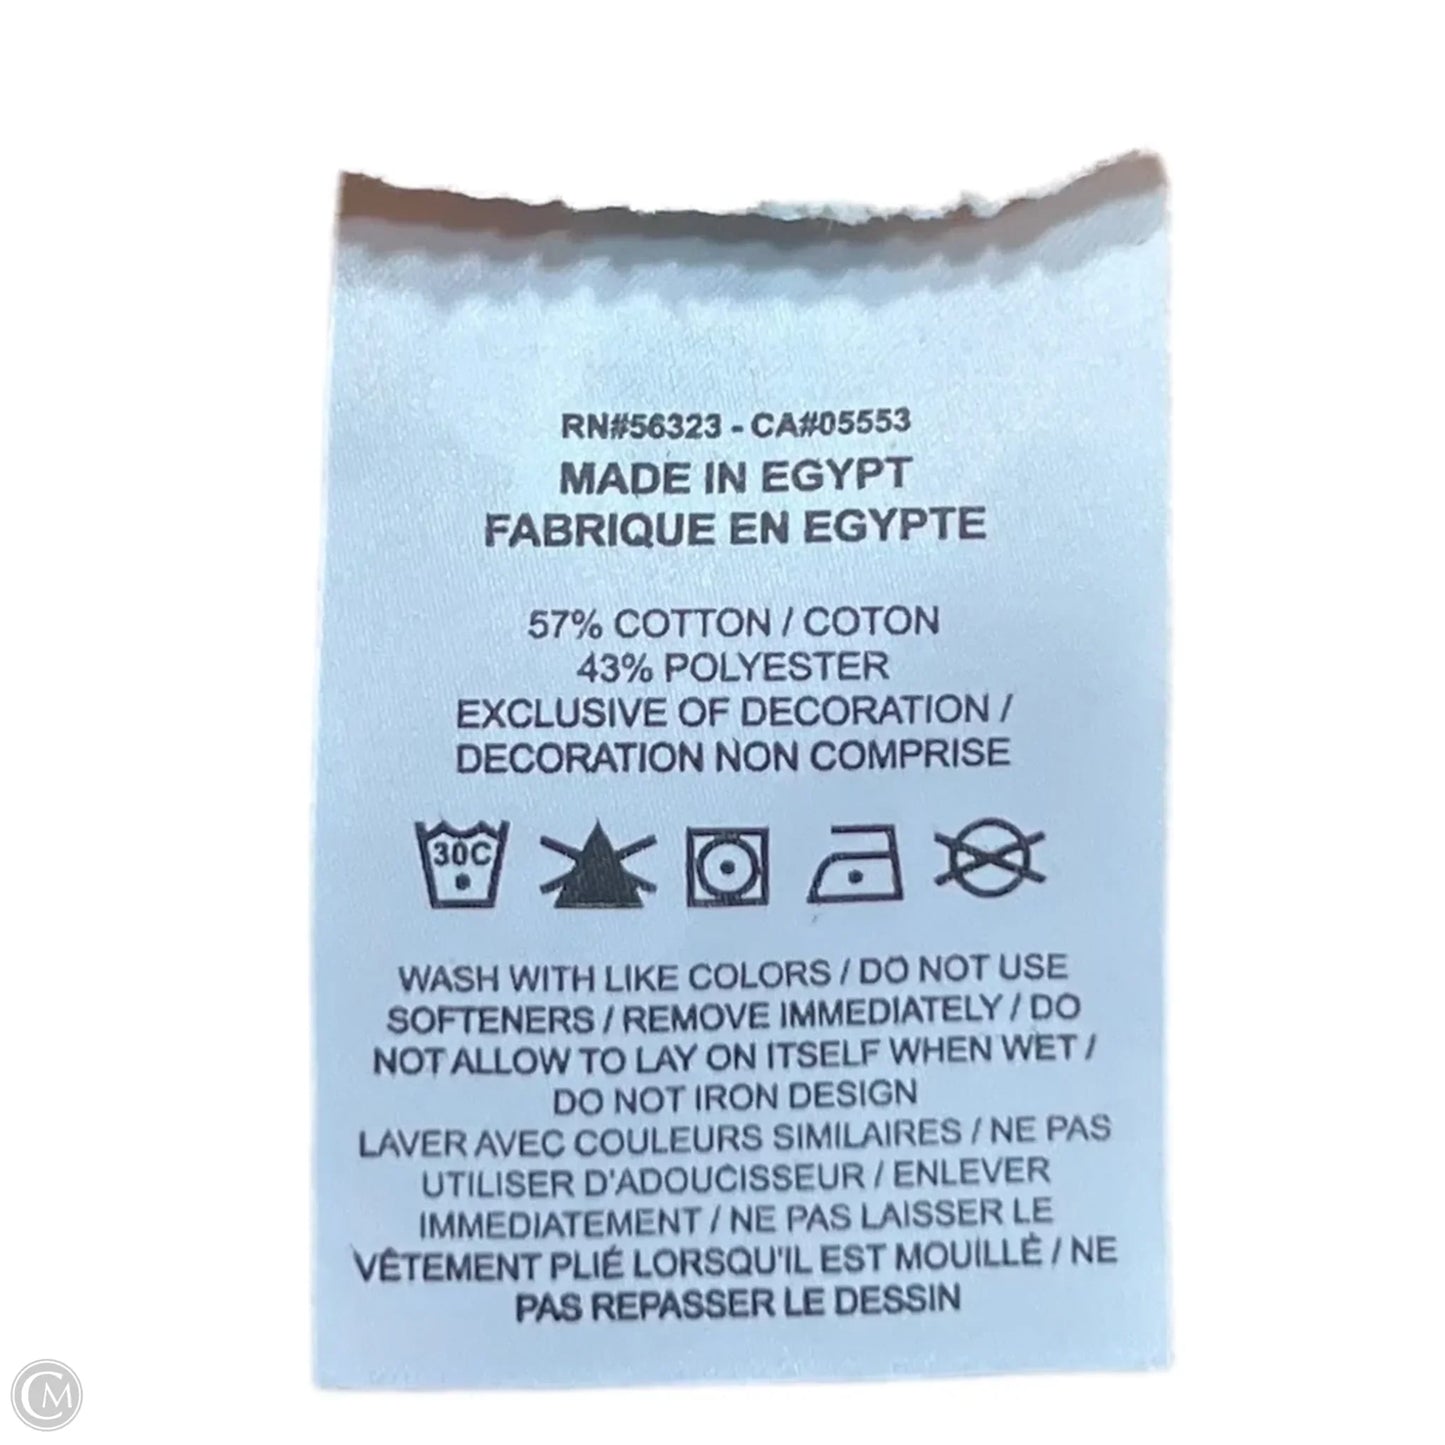 RN#56323 - CA#05553
MADE IN EGYPT
FABRIQUE EN EGYPTE
57% COTTON / COTON
43% POLYESTER
EXCLUSIVE OF DECORATION /
DECORATION NON COMPRISE
30C
WASH WITH LIKE COLORS / DO NOT USE
SOFTENERS / REMOVE IMMEDIATELY / DO
NOT ALLOW TO LAY ON ITSELF WHEN WET /
DO NOT IRON DESIGN
LAVER AVEC COULEURS SIMILAIRES / NE PAS
UTILISER D'ADOUCISSEUR / ENLEVER
IMMEDIATEMENT / NE PAS LAISSER LE
VÊTEMENT PLIÉ LORSQU'IL EST MOUILLÉ / NE
PAS REPASSER LE DESSIN
CM